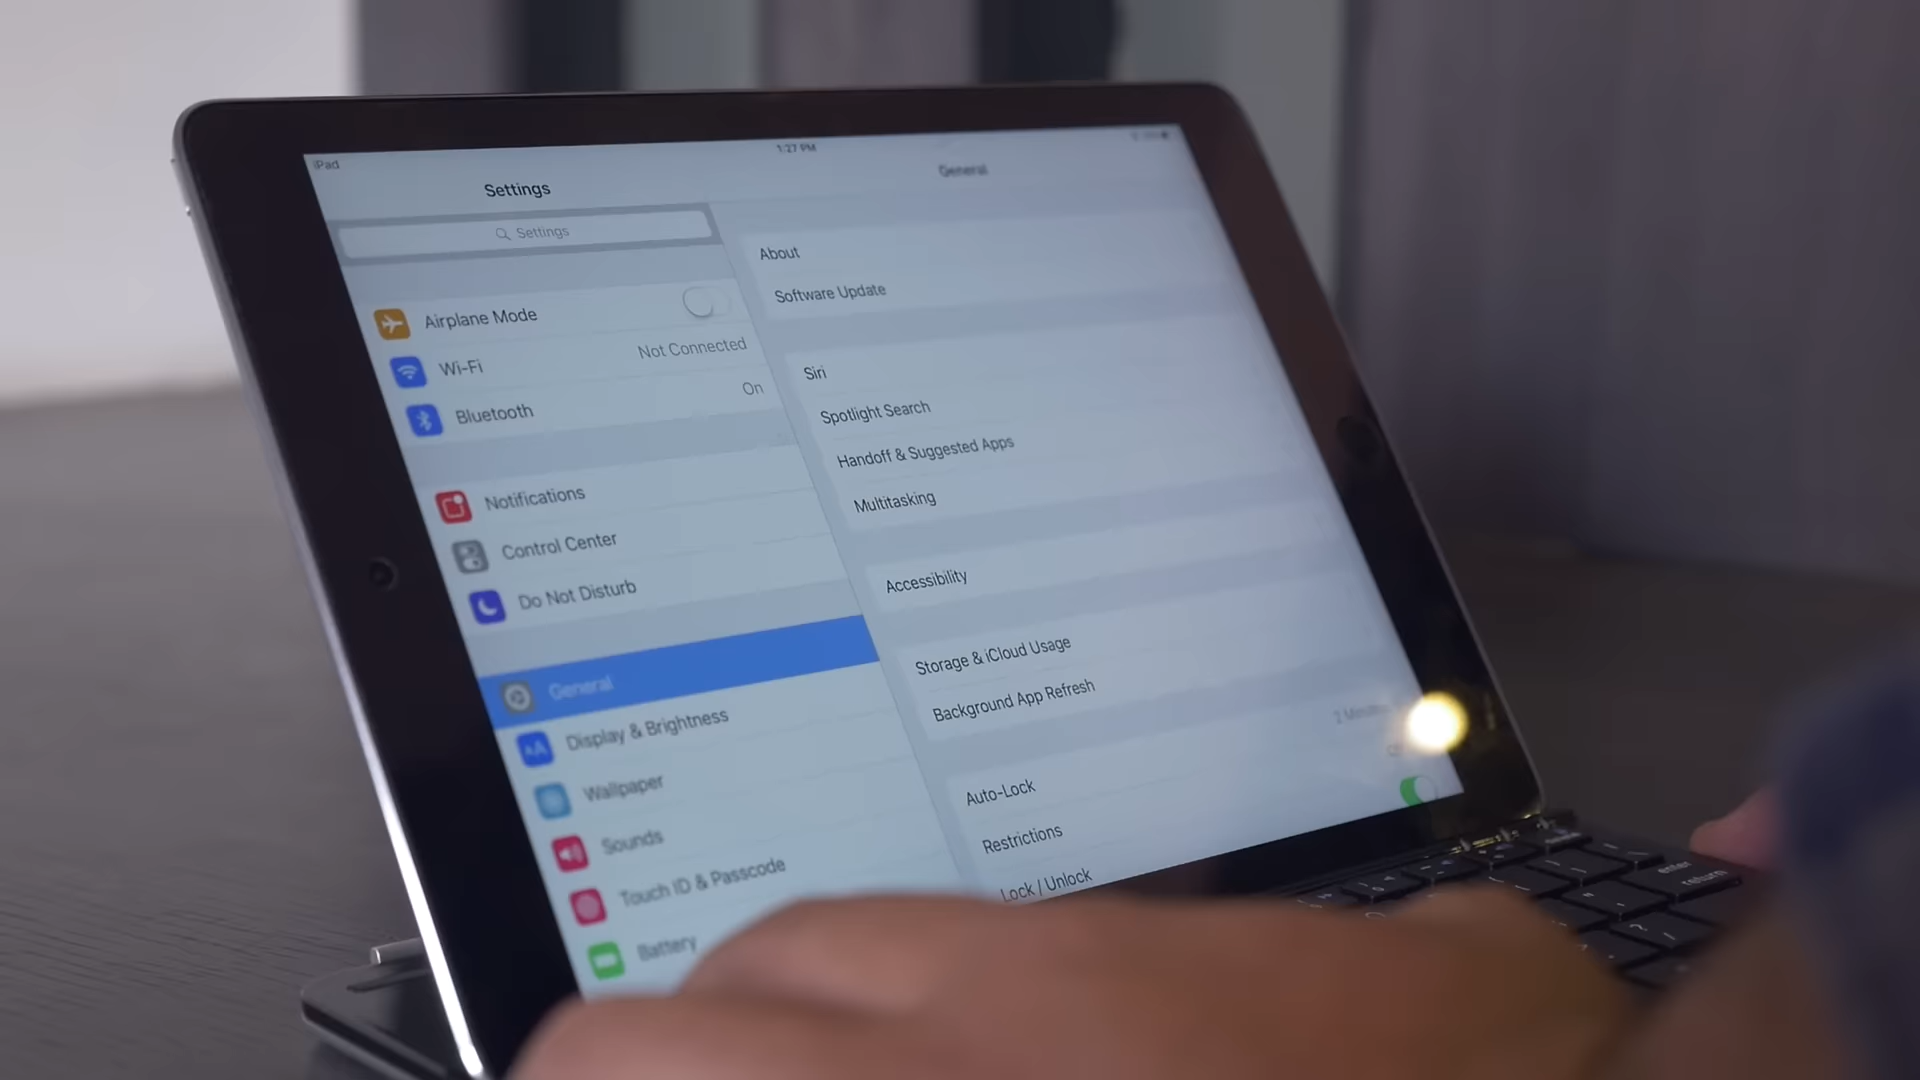 iPad
1:27 PM
Settings
General
Settings
Airplane Mode
Wi-Fi
Not Connected
Bluetooth
On
Notifications
Control Center
Do Not Disturb
General
Display & Brightness
Wallpaper
Sounds
Touch ID & Passcode
Battery
About
Software Update
Siri
Spotlight Search
Handoff & Suggested Apps
Multitasking
Accessibility
Storage & iCloud Usage
Background App Refresh
Auto-Lock
Restrictions
Lock / Unlock
enter
return